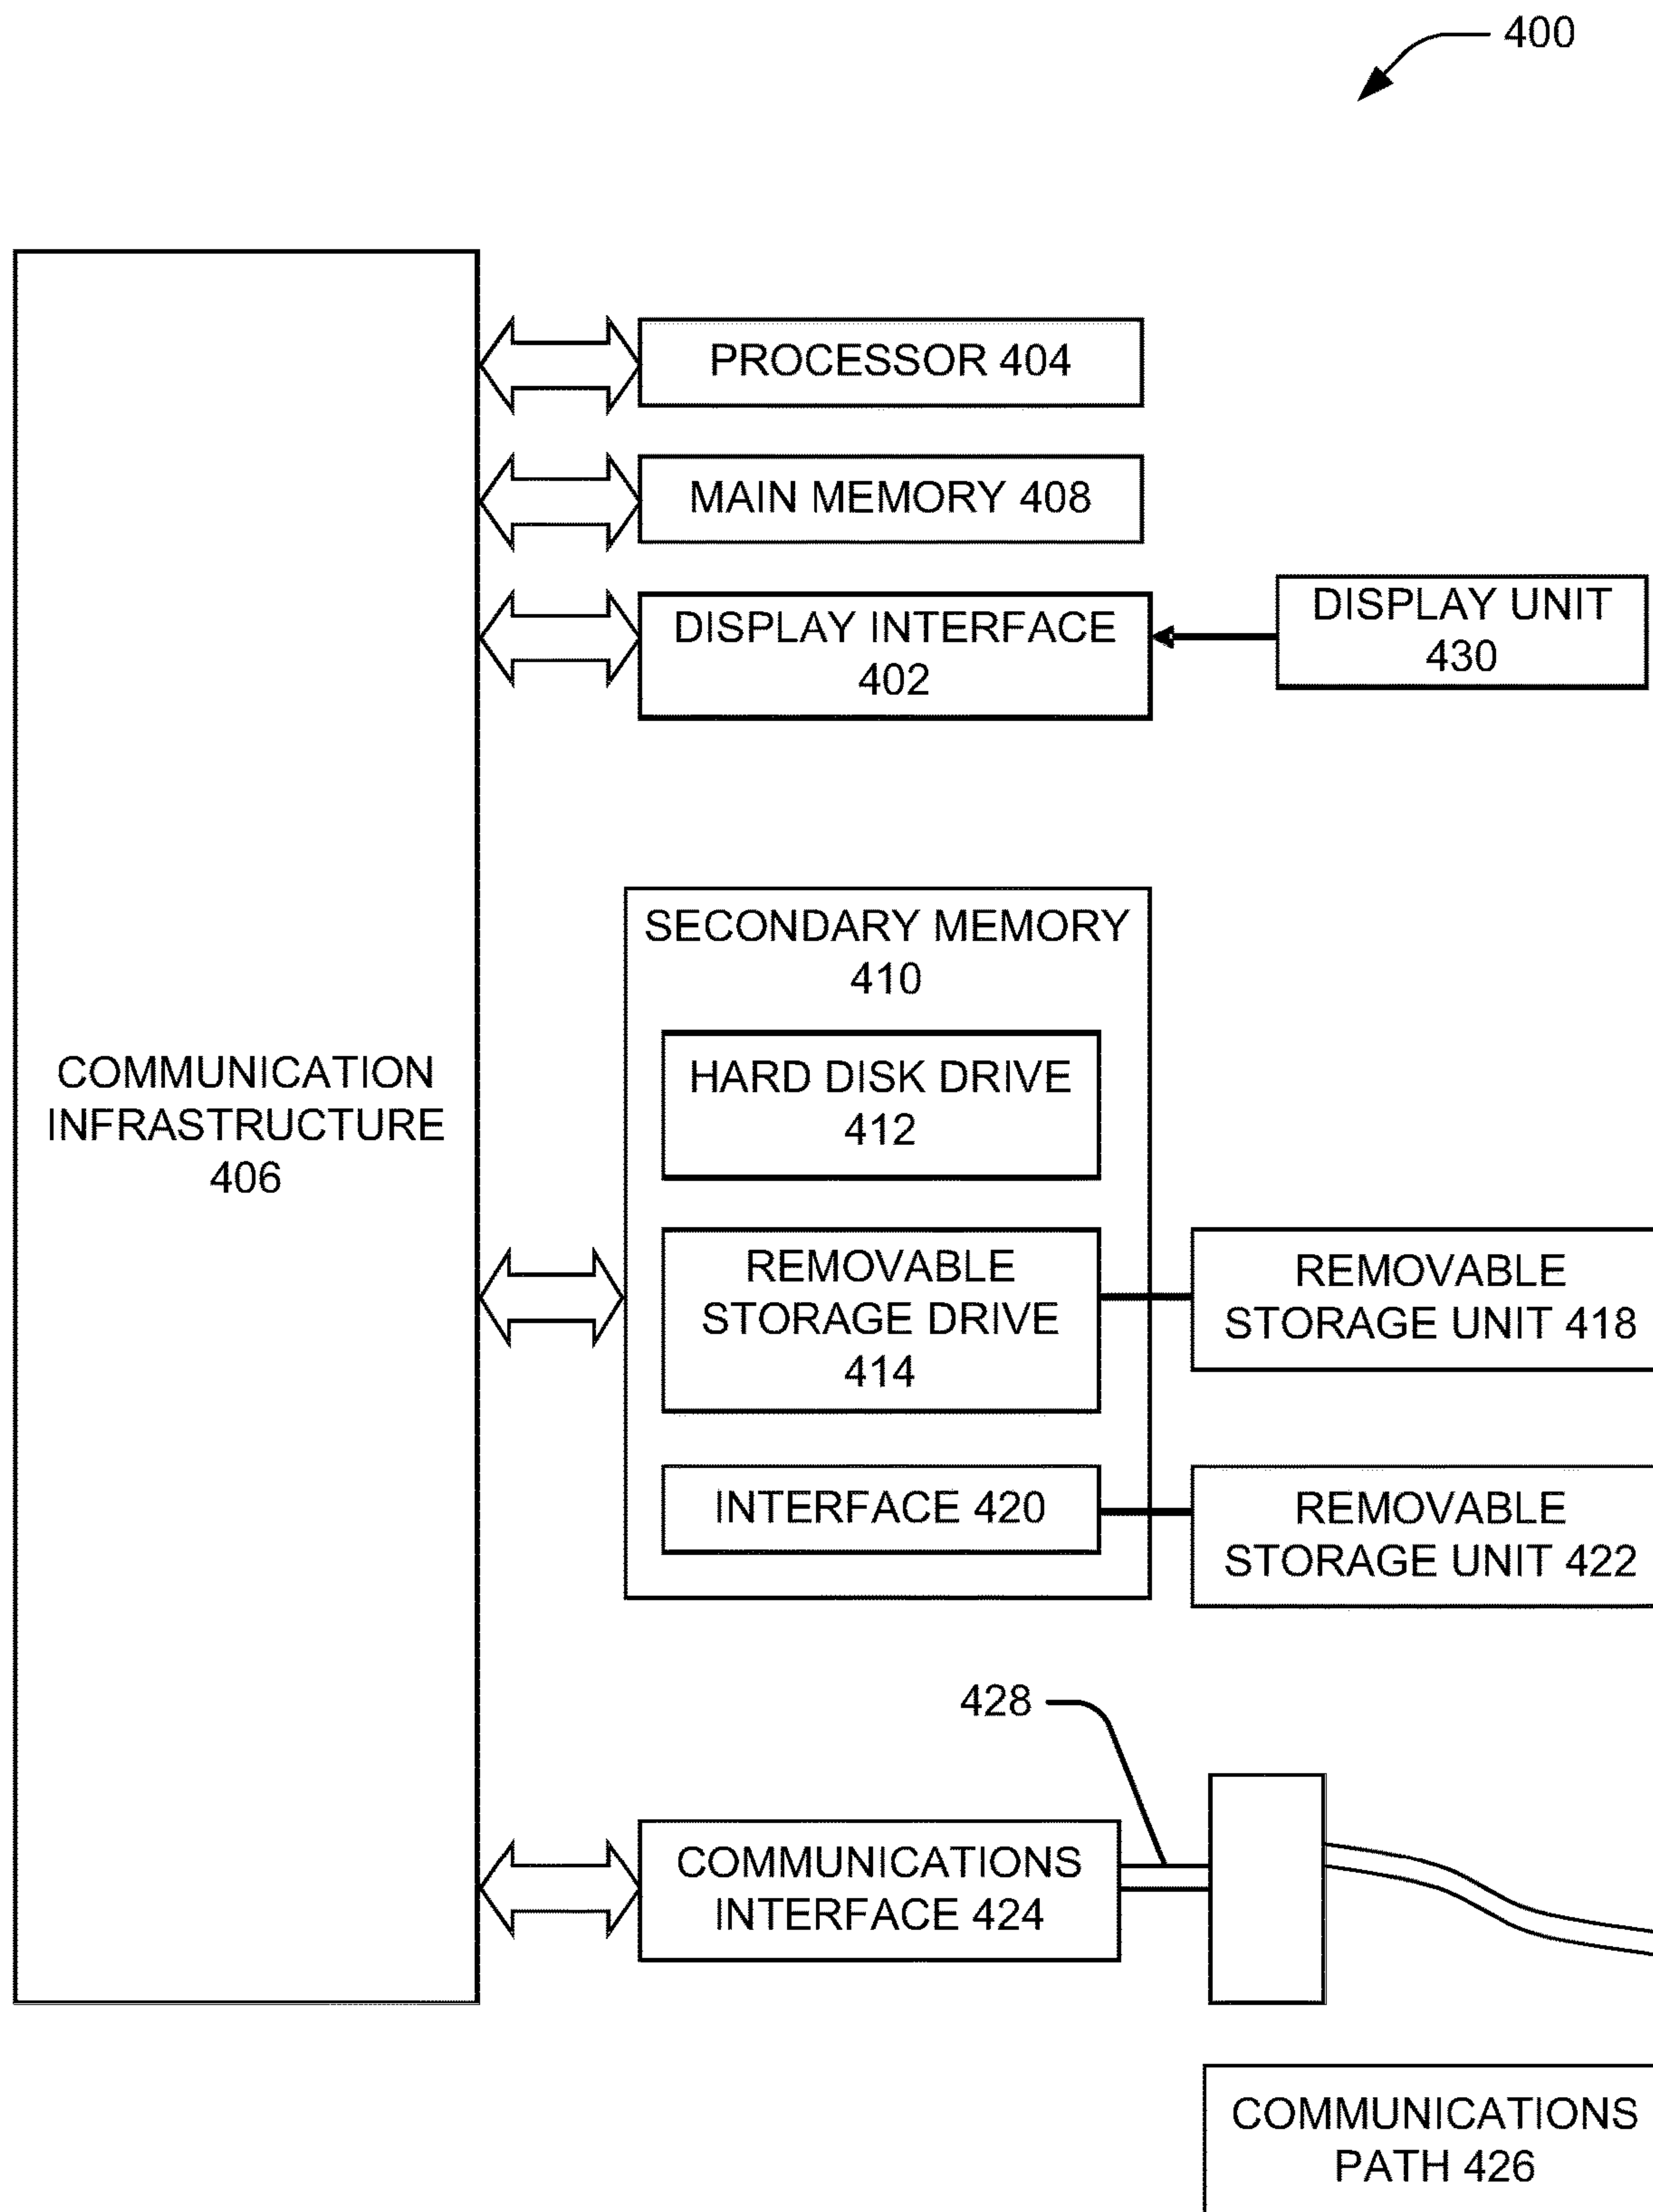 400
PROCESSOR 404
MAIN MEMORY 408
DISPLAY INTERFACE
402
DISPLAY UNIT
430
SECONDARY MEMORY
410
COMMUNICATION
INFRASTRUCTURE
406
HARD DISK DRIVE
412
REMOVABLE
STORAGE DRIVE
414
REMOVABLE
STORAGE UNIT 418
INTERFACE 420
REMOVABLE
STORAGE UNIT 422
428
COMMUNICATIONS
INTERFACE 424
COMMUNICATIONS
PATH 426